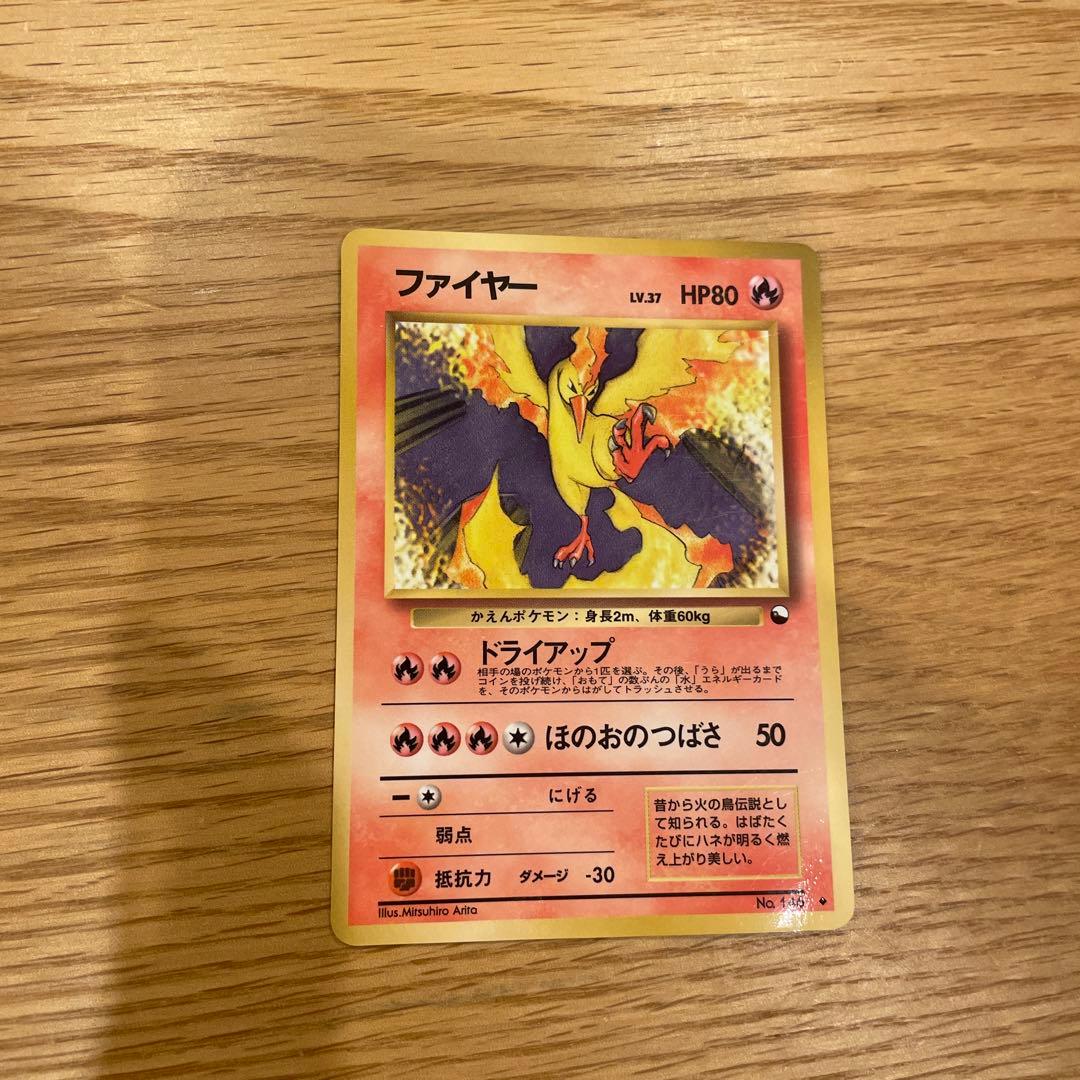 ファイヤー LV.37 HP80
かえんポケモン：身長2m、体重60kg
ドライアップ
相手の場のポケモンから1匹を選ぶ。その後、「うら」が出るまで
コインを投げ続け、「おもて」の数ぶんの「水」エネルギーカード
を、そのポケモンからはがしてトラッシュさせる。
ほのおのつばさ 50
にげる
弱点
抵抗力 ダメージ -30
昔から火の鳥伝説とし
て知られる。はばたく
たびにハネが明るく燃
え上がり美しい。
Illus.Mitsuhiro Arita
No. 146